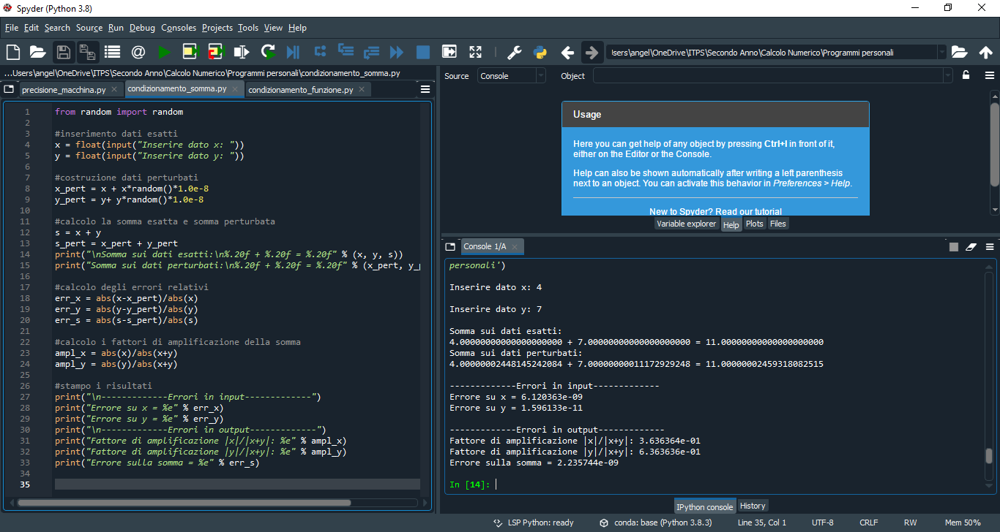 Spyder (Python 3.8)
File Edit Search Source Run Debug Consoles Projects Tools View Help
Isers\angel\OneDrive\ITPS\Secondo Anno\Calcolo Numerico\Programmi personali
...Users\angel\OneDrive\ITPS\Secondo Anno\Calcolo Numerico\Programmi personali\condizionamento_somma.py
precisione_macchina.py condizionamento_somma.py condizionamento_funzione.py
1 from random import random
2
3 #inserimento dati esatti
4 x = float(input("Inserire dato x: "))
5 y = float(input("Inserire dato y: "))
6
7 #costruzione dati perturbati
8 x_pert = x + x*random()*1.0e-8
9 y_pert = y+ y*random()*1.0e-8
10
11 #calcolo la somma esatta e somma perturbata
12 s = x + y
13 s_pert = x_pert + y_pert
14 print("\nSomma sui dati esatti:\n%.20f + %.20f = %.20f" % (x, y, s))
15 print("Somma sui dati perturbati:\n%.20f + %.20f = %.20f" % (x_pert, y_p
16
17 #calcolo degli errori relativi
18 err_x = abs(x-x_pert)/abs(x)
19 err_y = abs(y-y_pert)/abs(y)
20 err_s = abs(s-s_pert)/abs(s)
21
22 #calcolo i fattori di amplificazione della somma
23 ampl_x = abs(x)/abs(x+y)
24 ampl_y = abs(y)/abs(x+y)
25
26 #stampo i risultati
27 print("\n-------------Errori in input-------------")
28 print("Errore su x = %e" % err_x)
29 print("Errore su y = %e" % err_y)
30 print("\n-------------Errori in output-------------")
31 print("Fattore di amplificazione |x|/|x+y|: %e" % ampl_x)
32 print("Fattore di amplificazione |y|/|x+y|: %e" % ampl_y)
33 print("Errore sulla somma = %e" % err_s)
34
35
Source Console Object
Usage
Here you can get help of any object by pressing Ctrl+I in front of it,
either on the Editor or the Console.
Help can also be shown automatically after writing a left parenthesis
next to an object. You can activate this behavior in Preferences > Help.
New to Spyder? Read our tutorial
Variable explorer Help Plots Files
Console 1/A
personali')
Inserire dato x: 4
Inserire dato y: 7
Somma sui dati esatti:
4.00000000000000000000 + 7.00000000000000000000 = 11.00000000000000000000
Somma sui dati perturbati:
4.00000002448145242084 + 7.00000000011172929248 = 11.00000002459318082515
-------------Errori in input-------------
Errore su x = 6.120363e-09
Errore su y = 1.596133e-11
-------------Errori in output-------------
Fattore di amplificazione |x|/|x+y|: 3.636364e-01
Fattore di amplificazione |y|/|x+y|: 6.363636e-01
Errore sulla somma = 2.235744e-09
In [14]:
IPython console History
LSP Python: ready conda: base (Python 3.8.3) Line 35, Col 1 UTF-8 CRLF RW Mem 50%